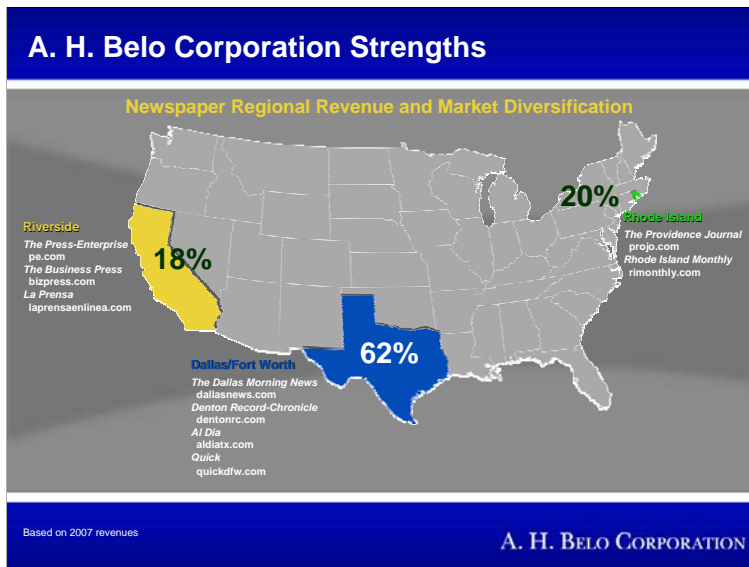 A. H. Belo Corporation Strengths
Newspaper Regional Revenue and Market Diversification
20%
Rhode Island
The Providence Journal
projo.com
Rhode Island Monthly
rimonthly.com
Riverside
The Press-Enterprise
pe.com
The Business Press
bizpress.com
La Prensa
laprensaenlinea.com
18%
62%
Dallas/Fort Worth
The Dallas Morning News
dallasnews.com
Denton Record-Chronicle
dentonrc.com
Al Dia
aldiatx.com
Quick
quickdfw.com
Based on 2007 revenues
A. H. BELO CORPORATION